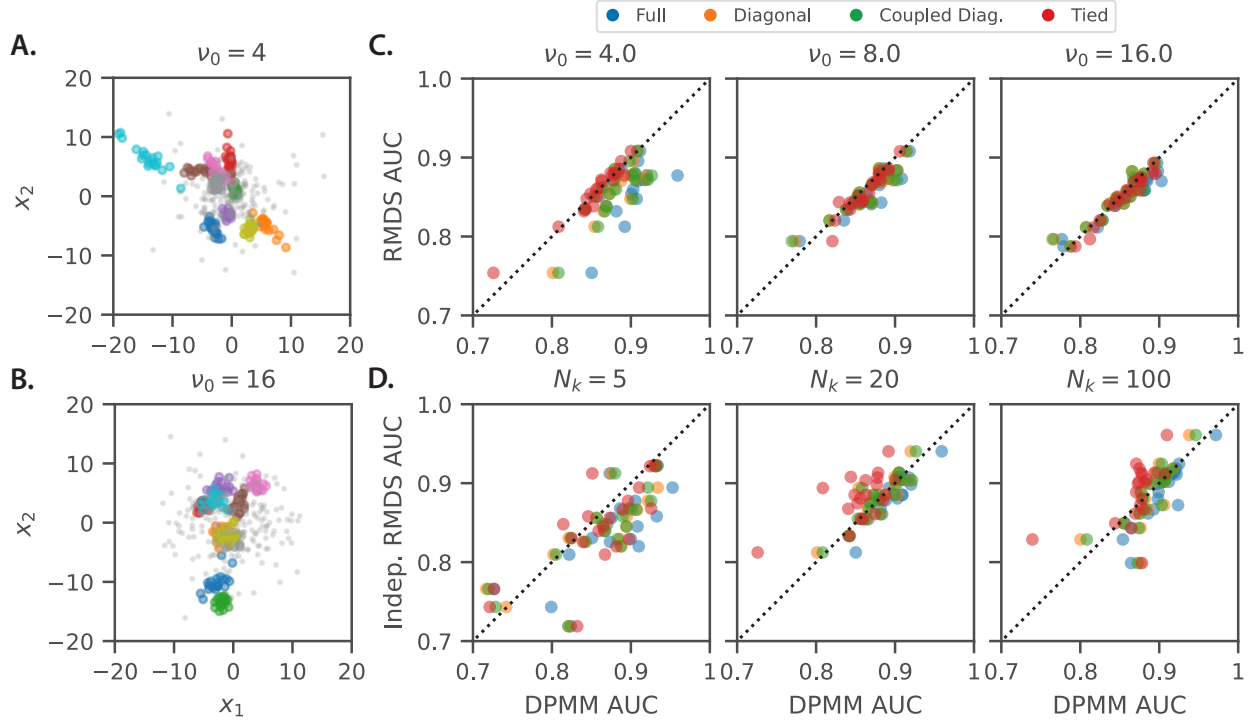 Full Diagonal Coupled Diag. Tied
A. ν₀ = 4
20
10
0
−10
−20
−20 −10 0 10 20
x₂
B. ν₀ = 16
20
10
0
−10
−20
−20 −10 0 10 20
x₂
x₁
C. ν₀ = 4.0 ν₀ = 8.0 ν₀ = 16.0
1.0
0.9
0.8
0.7
RMDS AUC
0.7 0.8 0.9 1 0.7 0.8 0.9 1 0.7 0.8 0.9 1
D. Nₖ = 5 Nₖ = 20 Nₖ = 100
1.0
0.9
0.8
0.7
Indep. RMDS AUC
0.7 0.8 0.9 1 0.7 0.8 0.9 1 0.7 0.8 0.9 1
DPMM AUC DPMM AUC DPMM AUC